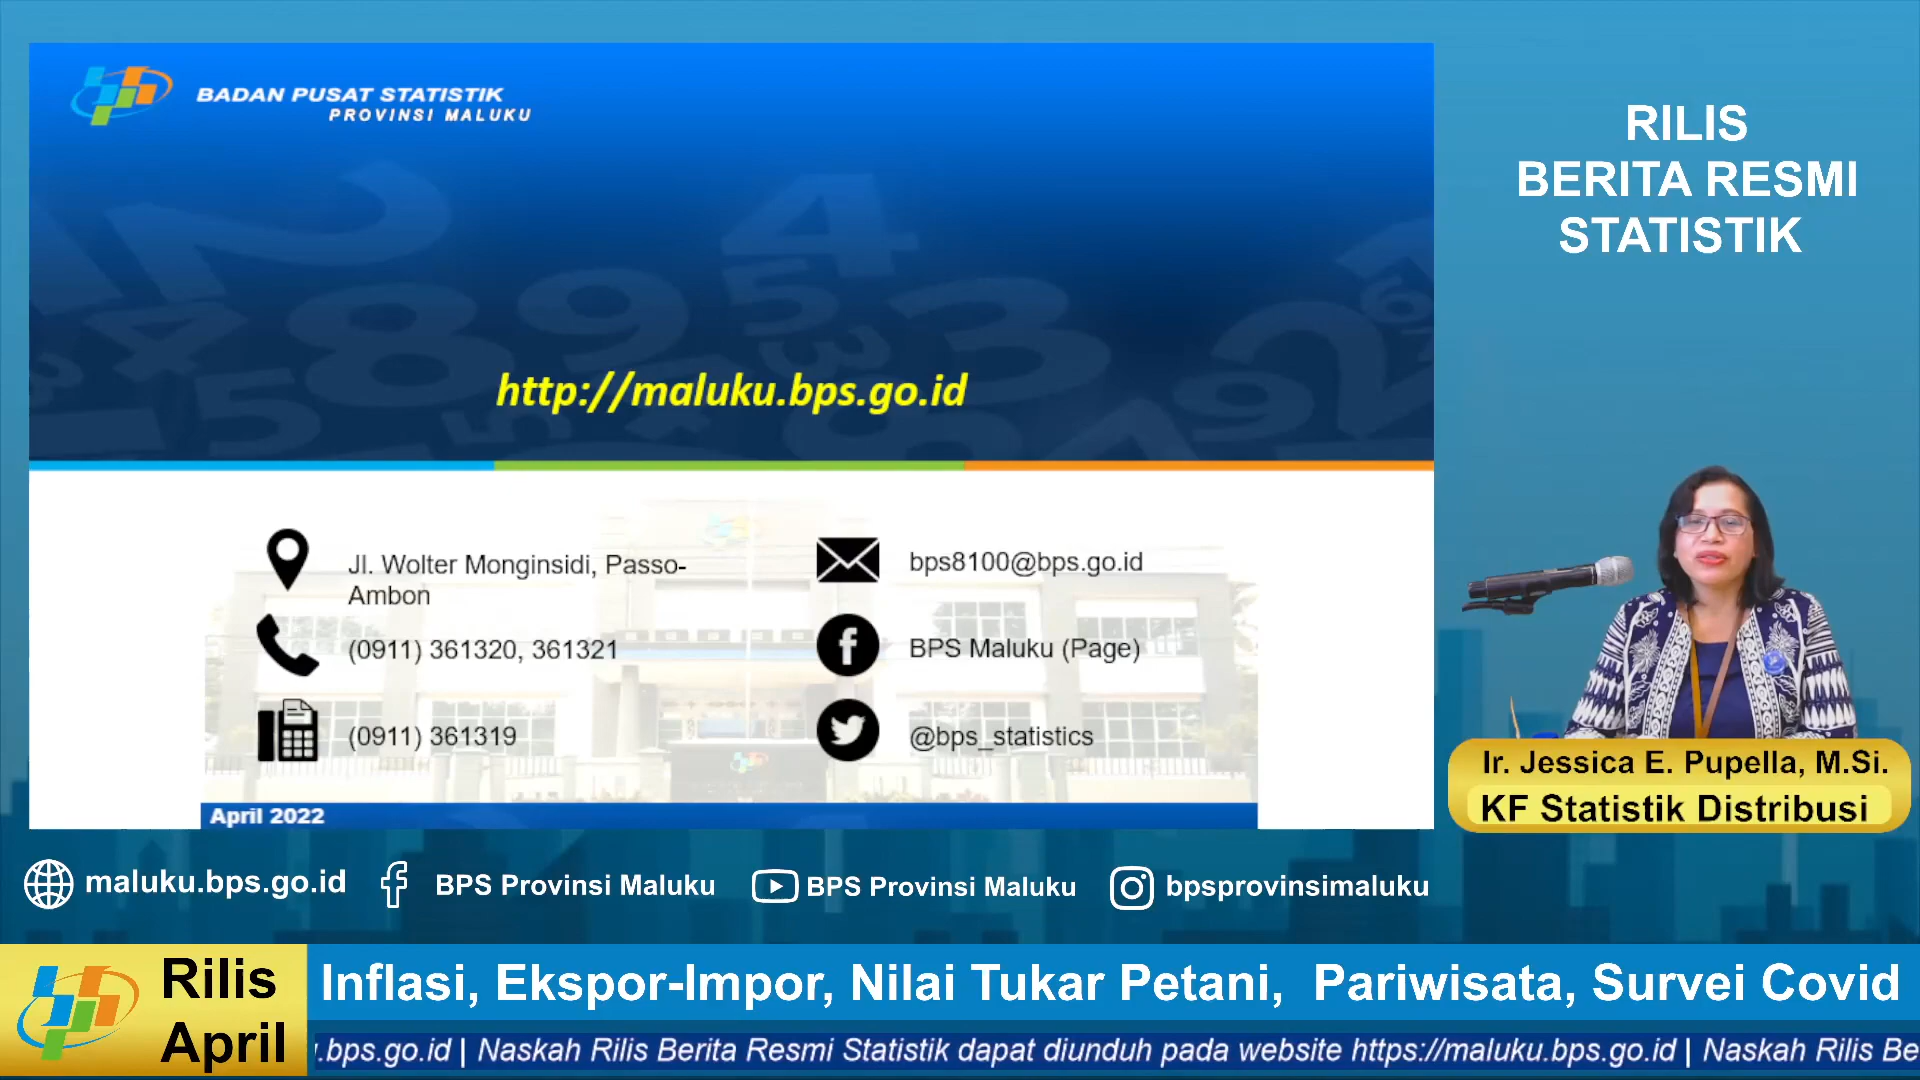 BADAN PUSAT STATISTIK
PROVINSI MALUKU
http://maluku.bps.go.id
Jl. Wolter Monginsidi, Passo-
Ambon
(0911) 361320, 361321
(0911) 361319
bps8100@bps.go.id
BPS Maluku (Page)
@bps_statistics
April 2022
RILIS
BERITA RESMI
STATISTIK
Ir. Jessica E. Pupella, M.Si.
KF Statistik Distribusi
maluku.bps.go.id
BPS Provinsi Maluku
BPS Provinsi Maluku
bpsprovinsimaluku
Rilis
April
Inflasi, Ekspor-Impor, Nilai Tukar Petani, Pariwisata, Survei Covid
.bps.go.id | Naskah Rilis Berita Resmi Statistik dapat diunduh pada website https://maluku.bps.go.id | Naskah Rilis Be